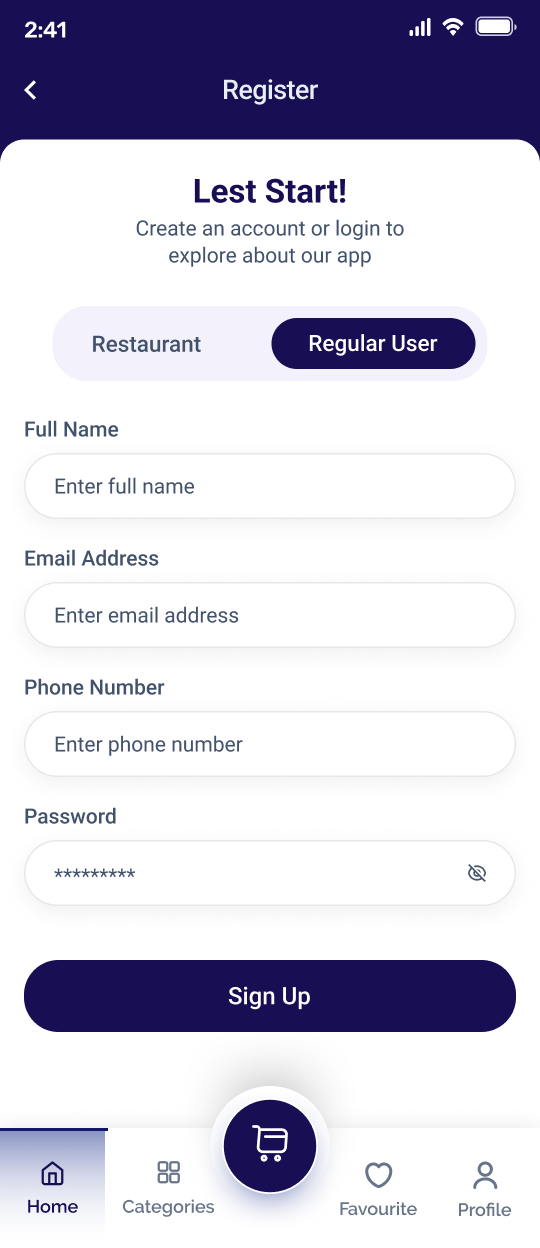 2:41
Register
Lest Start!
Create an account or login to
explore about our app
Restaurant
Regular User
Full Name
Enter full name
Email Address
Enter email address
Phone Number
Enter phone number
Password
*********
Sign Up
Home
Categories
Favourite
Profile